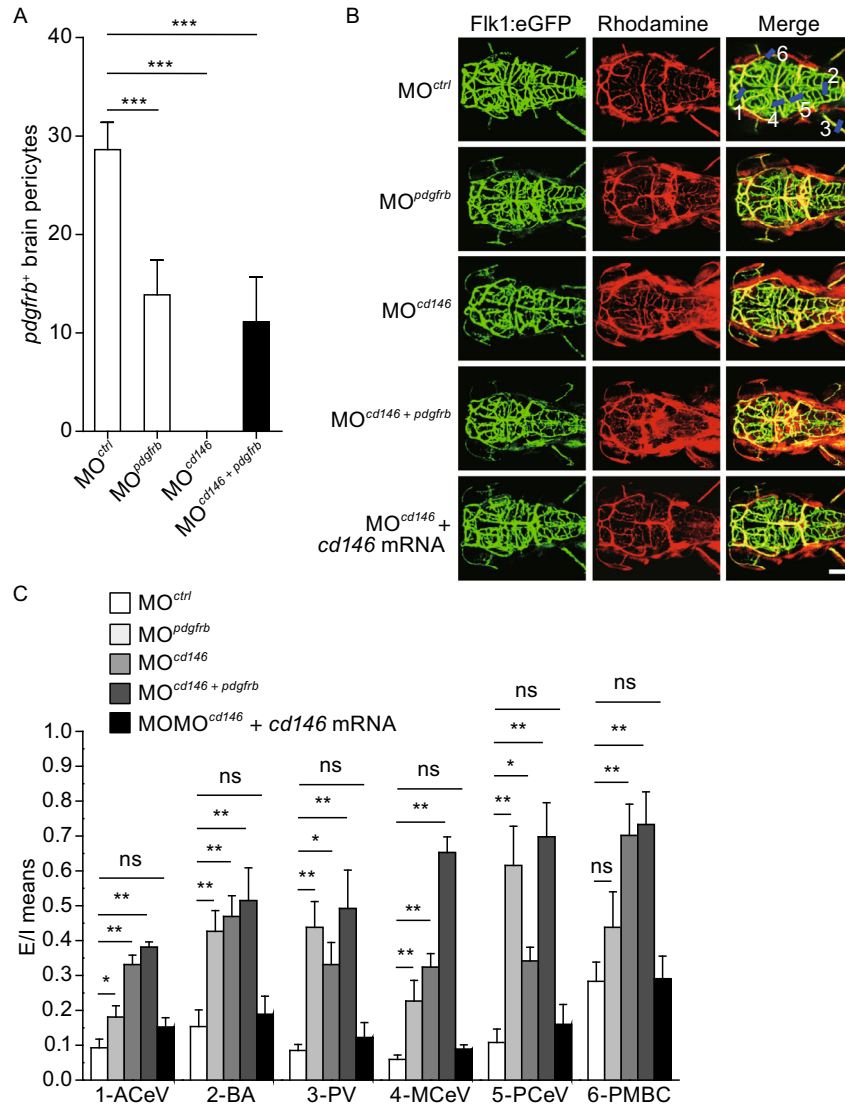 A
40
30
20
10
0
pdgfrb+ brain pericytes
***
***
***
MOctrl
MOpdgfrb
MOcd146
MOcd146 + pdgfrb
B
Flk1:eGFP Rhodamine Merge
MOctrl
1
2
3
4
5
6
MOpdgfrb
MOcd146
MOcd146 + pdgfrb
MOcd146 +
cd146 mRNA
C
MOctrl
MOpdgfrb
MOcd146
MOcd146 + pdgfrb
MOMOcd146 + cd146 mRNA
E/I means
1.0
0.9
0.8
0.7
0.6
0.5
0.4
0.3
0.2
0.1
0.0
ns
**
**
*
ns
**
**
**
ns
**
*
**
ns
**
**
**
ns
**
*
**
ns
**
**
ns
1-ACeV 2-BA 3-PV 4-MCeV 5-PCeV 6-PMBC